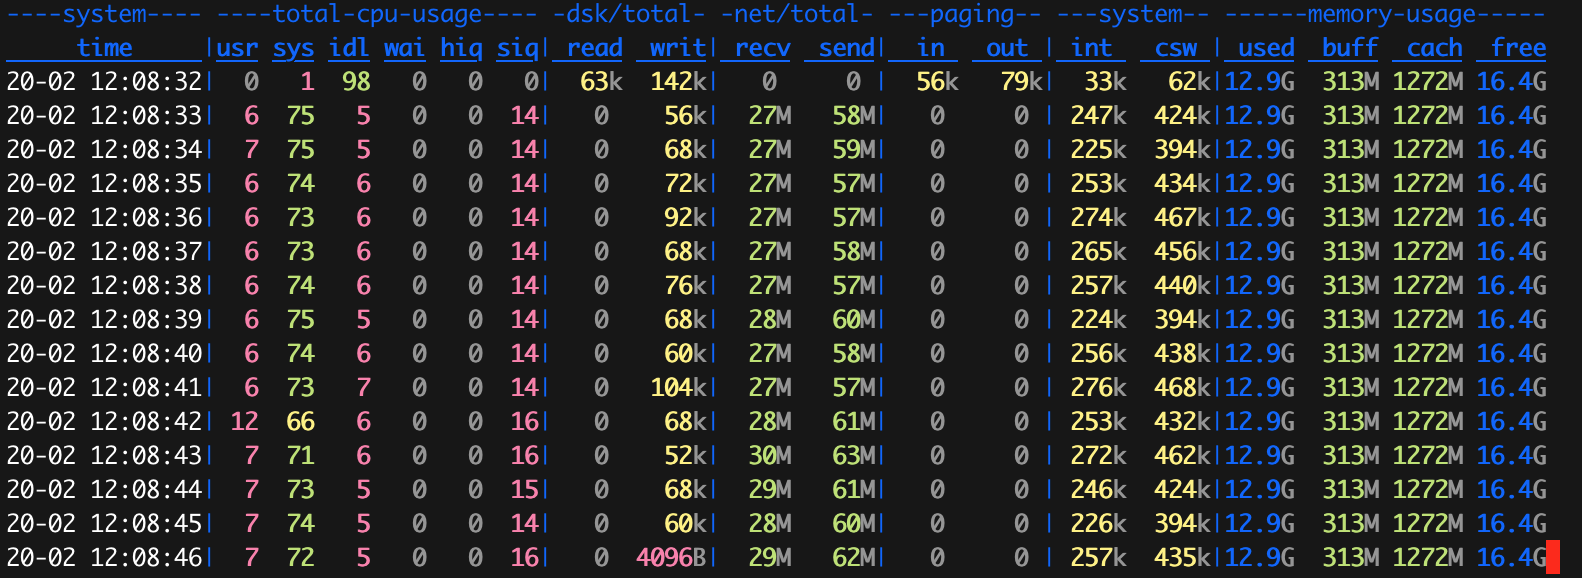 ----system---- ----total-cpu-usage---- -dsk/total- -net/total- ---paging-- ---system-- ------memory-usage-----
     time     |usr sys idl wai hiq siq| read  writ| recv  send|  in   out | int   csw | used  buff  cach  free
20-02 12:08:32|  0   1  98   0   0   0|  63k  142k|   0     0 |  56k   79k|  33k   62k|12.9G  313M 1272M 16.4G
20-02 12:08:33|  6  75   5   0   0  14|   0    56k|  27M   58M|   0     0 | 247k  424k|12.9G  313M 1272M 16.4G
20-02 12:08:34|  7  75   5   0   0  14|   0    68k|  27M   59M|   0     0 | 225k  394k|12.9G  313M 1272M 16.4G
20-02 12:08:35|  6  74   6   0   0  14|   0    72k|  27M   57M|   0     0 | 253k  434k|12.9G  313M 1272M 16.4G
20-02 12:08:36|  6  73   6   0   0  14|   0    92k|  27M   57M|   0     0 | 274k  467k|12.9G  313M 1272M 16.4G
20-02 12:08:37|  6  73   6   0   0  14|   0    68k|  27M   58M|   0     0 | 265k  456k|12.9G  313M 1272M 16.4G
20-02 12:08:38|  6  74   6   0   0  14|   0    76k|  27M   57M|   0     0 | 257k  440k|12.9G  313M 1272M 16.4G
20-02 12:08:39|  6  75   5   0   0  14|   0    68k|  28M   60M|   0     0 | 224k  394k|12.9G  313M 1272M 16.4G
20-02 12:08:40|  6  74   6   0   0  14|   0    60k|  27M   58M|   0     0 | 256k  438k|12.9G  313M 1272M 16.4G
20-02 12:08:41|  6  73   7   0   0  14|   0   104k|  27M   57M|   0     0 | 276k  468k|12.9G  313M 1272M 16.4G
20-02 12:08:42| 12  66   6   0   0  16|   0    68k|  28M   61M|   0     0 | 253k  432k|12.9G  313M 1272M 16.4G
20-02 12:08:43|  7  71   6   0   0  16|   0    52k|  30M   63M|   0     0 | 272k  462k|12.9G  313M 1272M 16.4G
20-02 12:08:44|  7  73   5   0   0  15|   0    68k|  29M   61M|   0     0 | 246k  424k|12.9G  313M 1272M 16.4G
20-02 12:08:45|  7  74   5   0   0  14|   0    60k|  28M   60M|   0     0 | 226k  394k|12.9G  313M 1272M 16.4G
20-02 12:08:46|  7  72   5   0   0  16|   0  4096B|  29M   62M|   0     0 | 257k  435k|12.9G  313M 1272M 16.4G